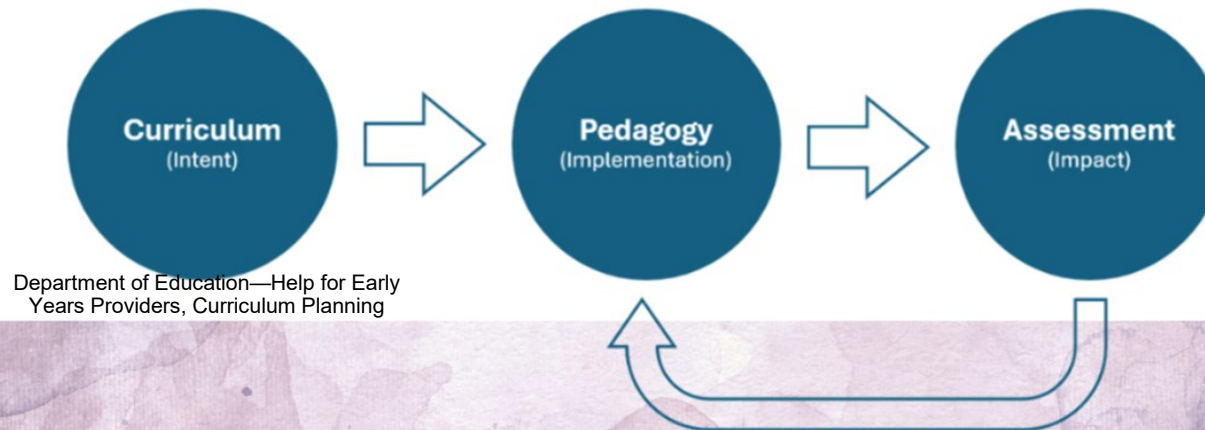 Curriculum
(Intent)
Pedagogy
(Implementation)
Assessment
(Impact)
Department of Education—Help for Early
Years Providers, Curriculum Planning